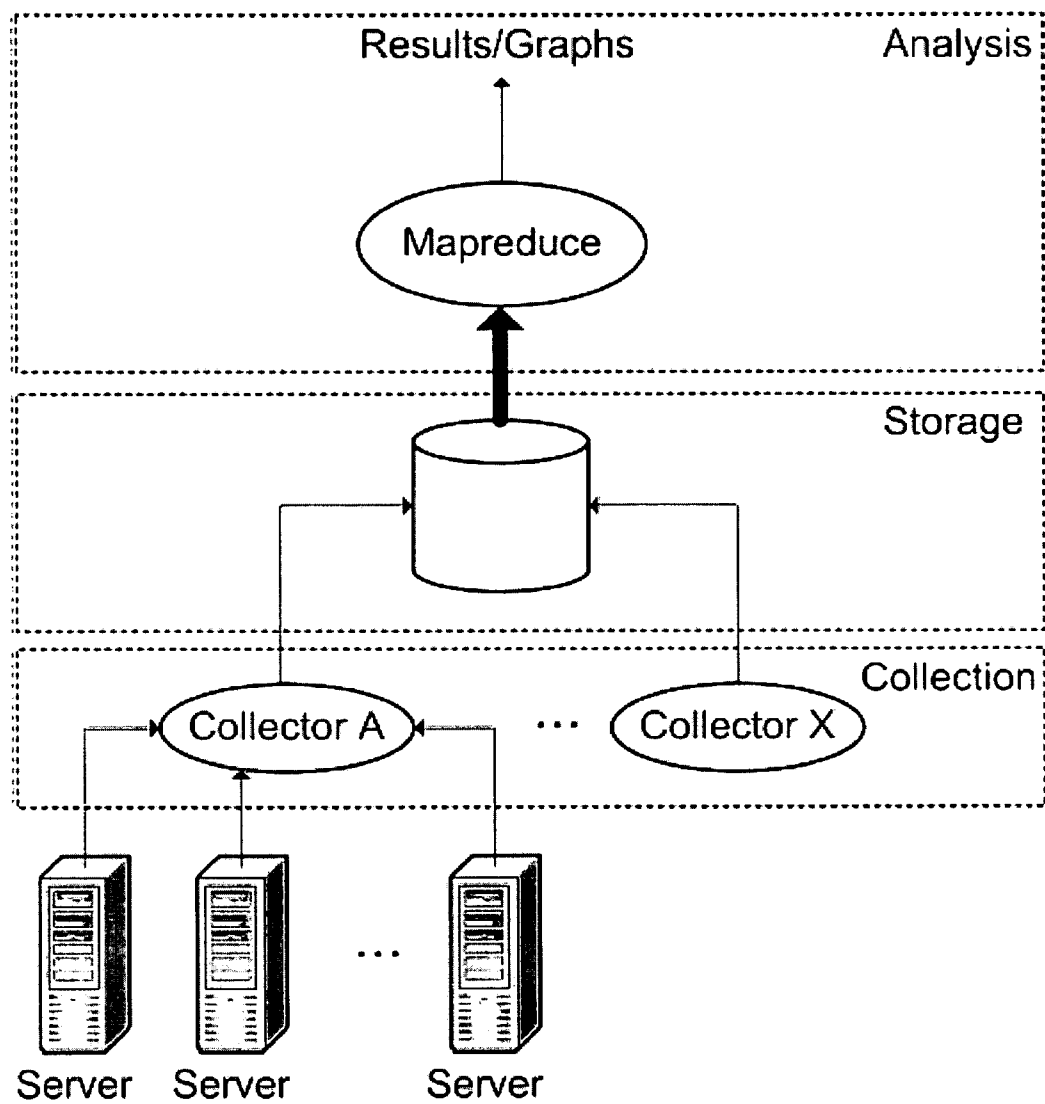 Results/Graphs
Analysis
Mapreduce
Storage
Collection
Collector A
...
Collector X
...
Server
Server
Server